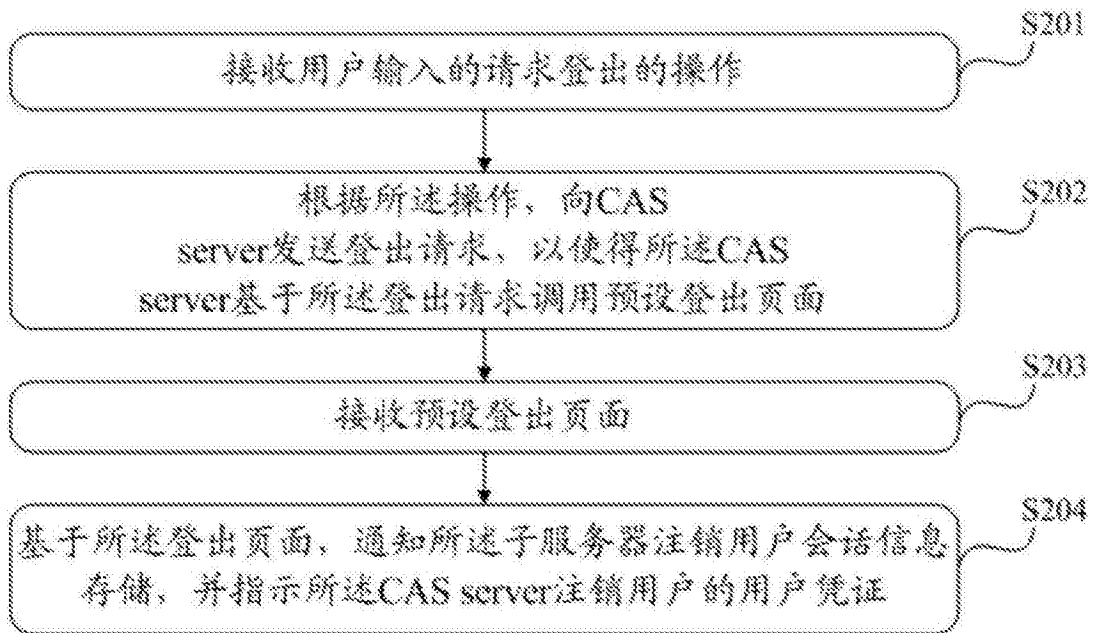 S201
接收用户输入的请求登出的操作
S202
根据所述操作、向CAS
server发送登出请求、以使得所述CAS
server基于所述登出请求调用预设登出页面
S203
接收预设登出页面
S204
基于所述登出页面、通知所述子服务器注销用户会话信息
存储，并指示所述CAS server注销用户的用户凭证